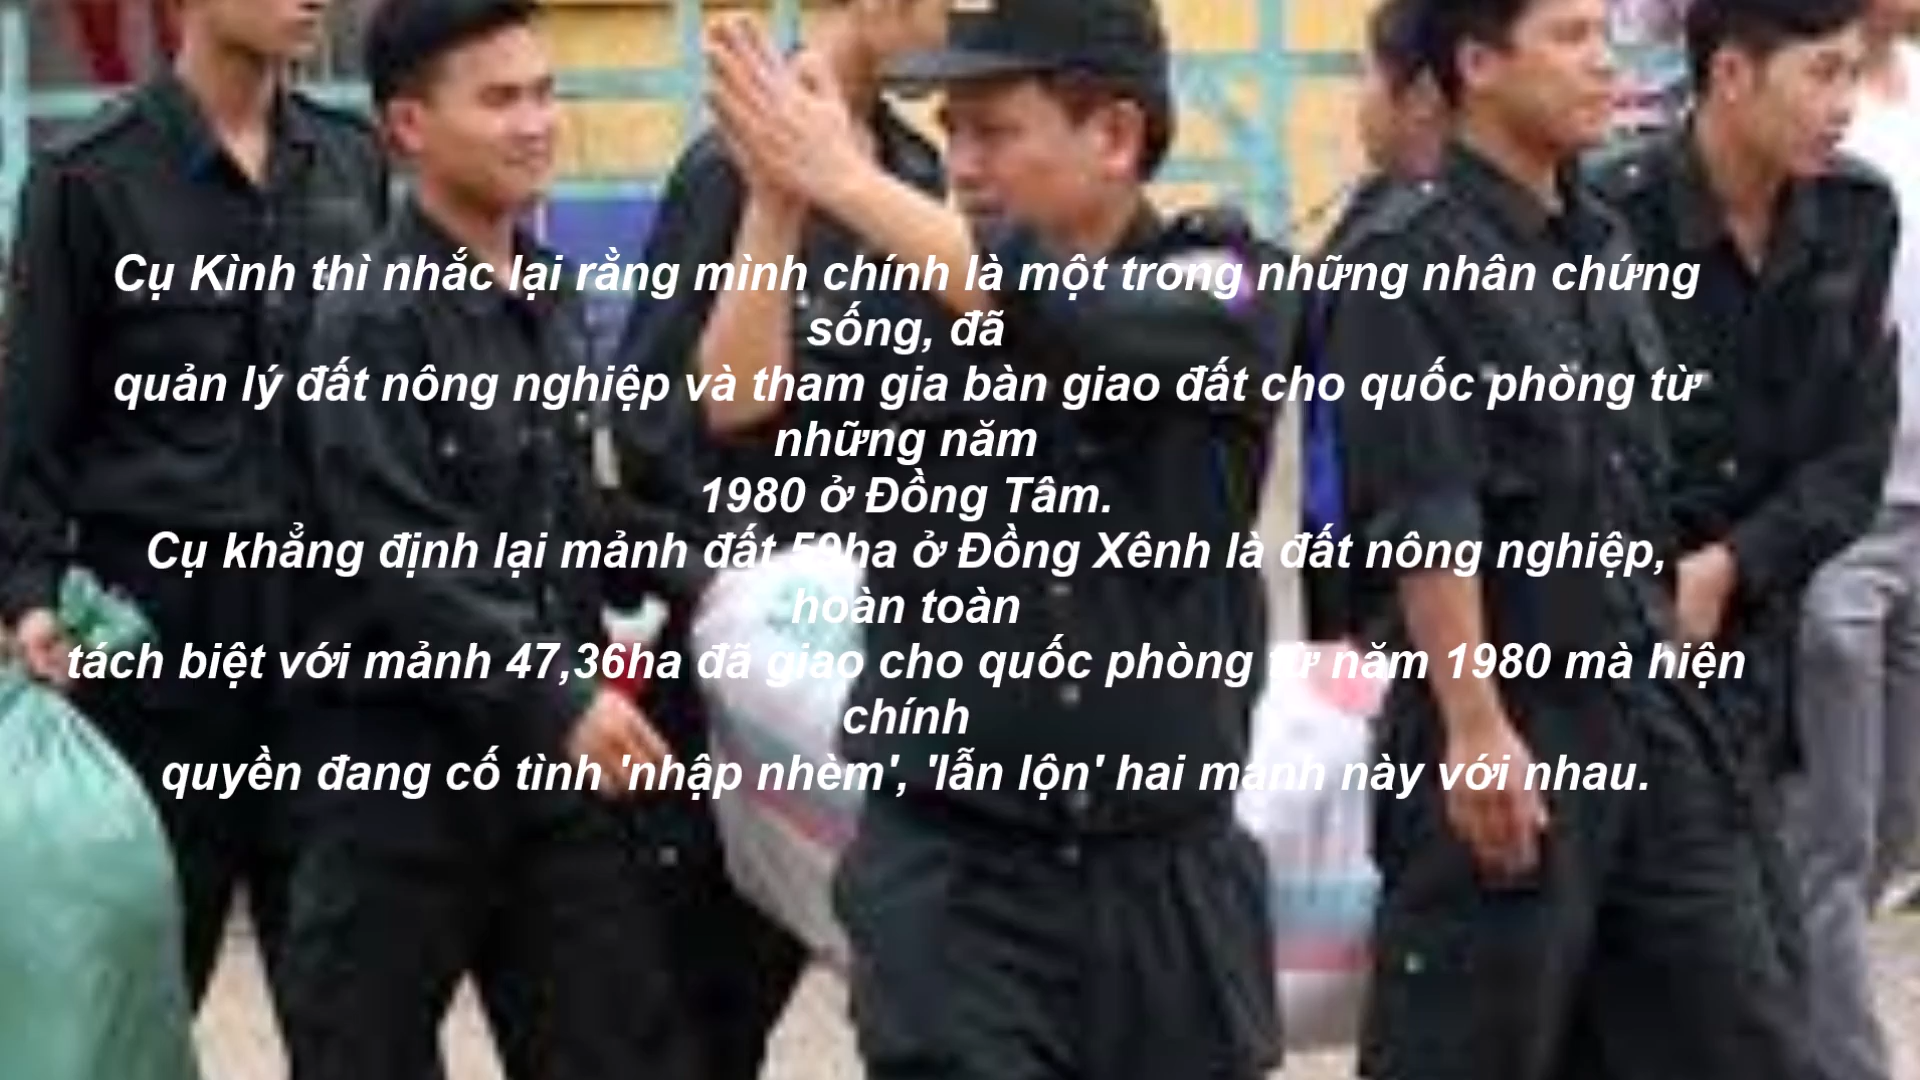 Cụ Kình thì nhắc lại rằng mình chính là một trong những nhân chứng
sống, đã
quản lý đất nông nghiệp và tham gia bàn giao đất cho quốc phòng từ
những năm
1980 ở Đồng Tâm.
Cụ khẳng định lại mảnh đất 59ha ở Đồng Xênh là đất nông nghiệp,
hoàn toàn
tách biệt với mảnh 47,36ha đã giao cho quốc phòng từ năm 1980 mà hiện
chính
quyền đang cố tình 'nhập nhèm', 'lẫn lộn' hai mảnh này với nhau.